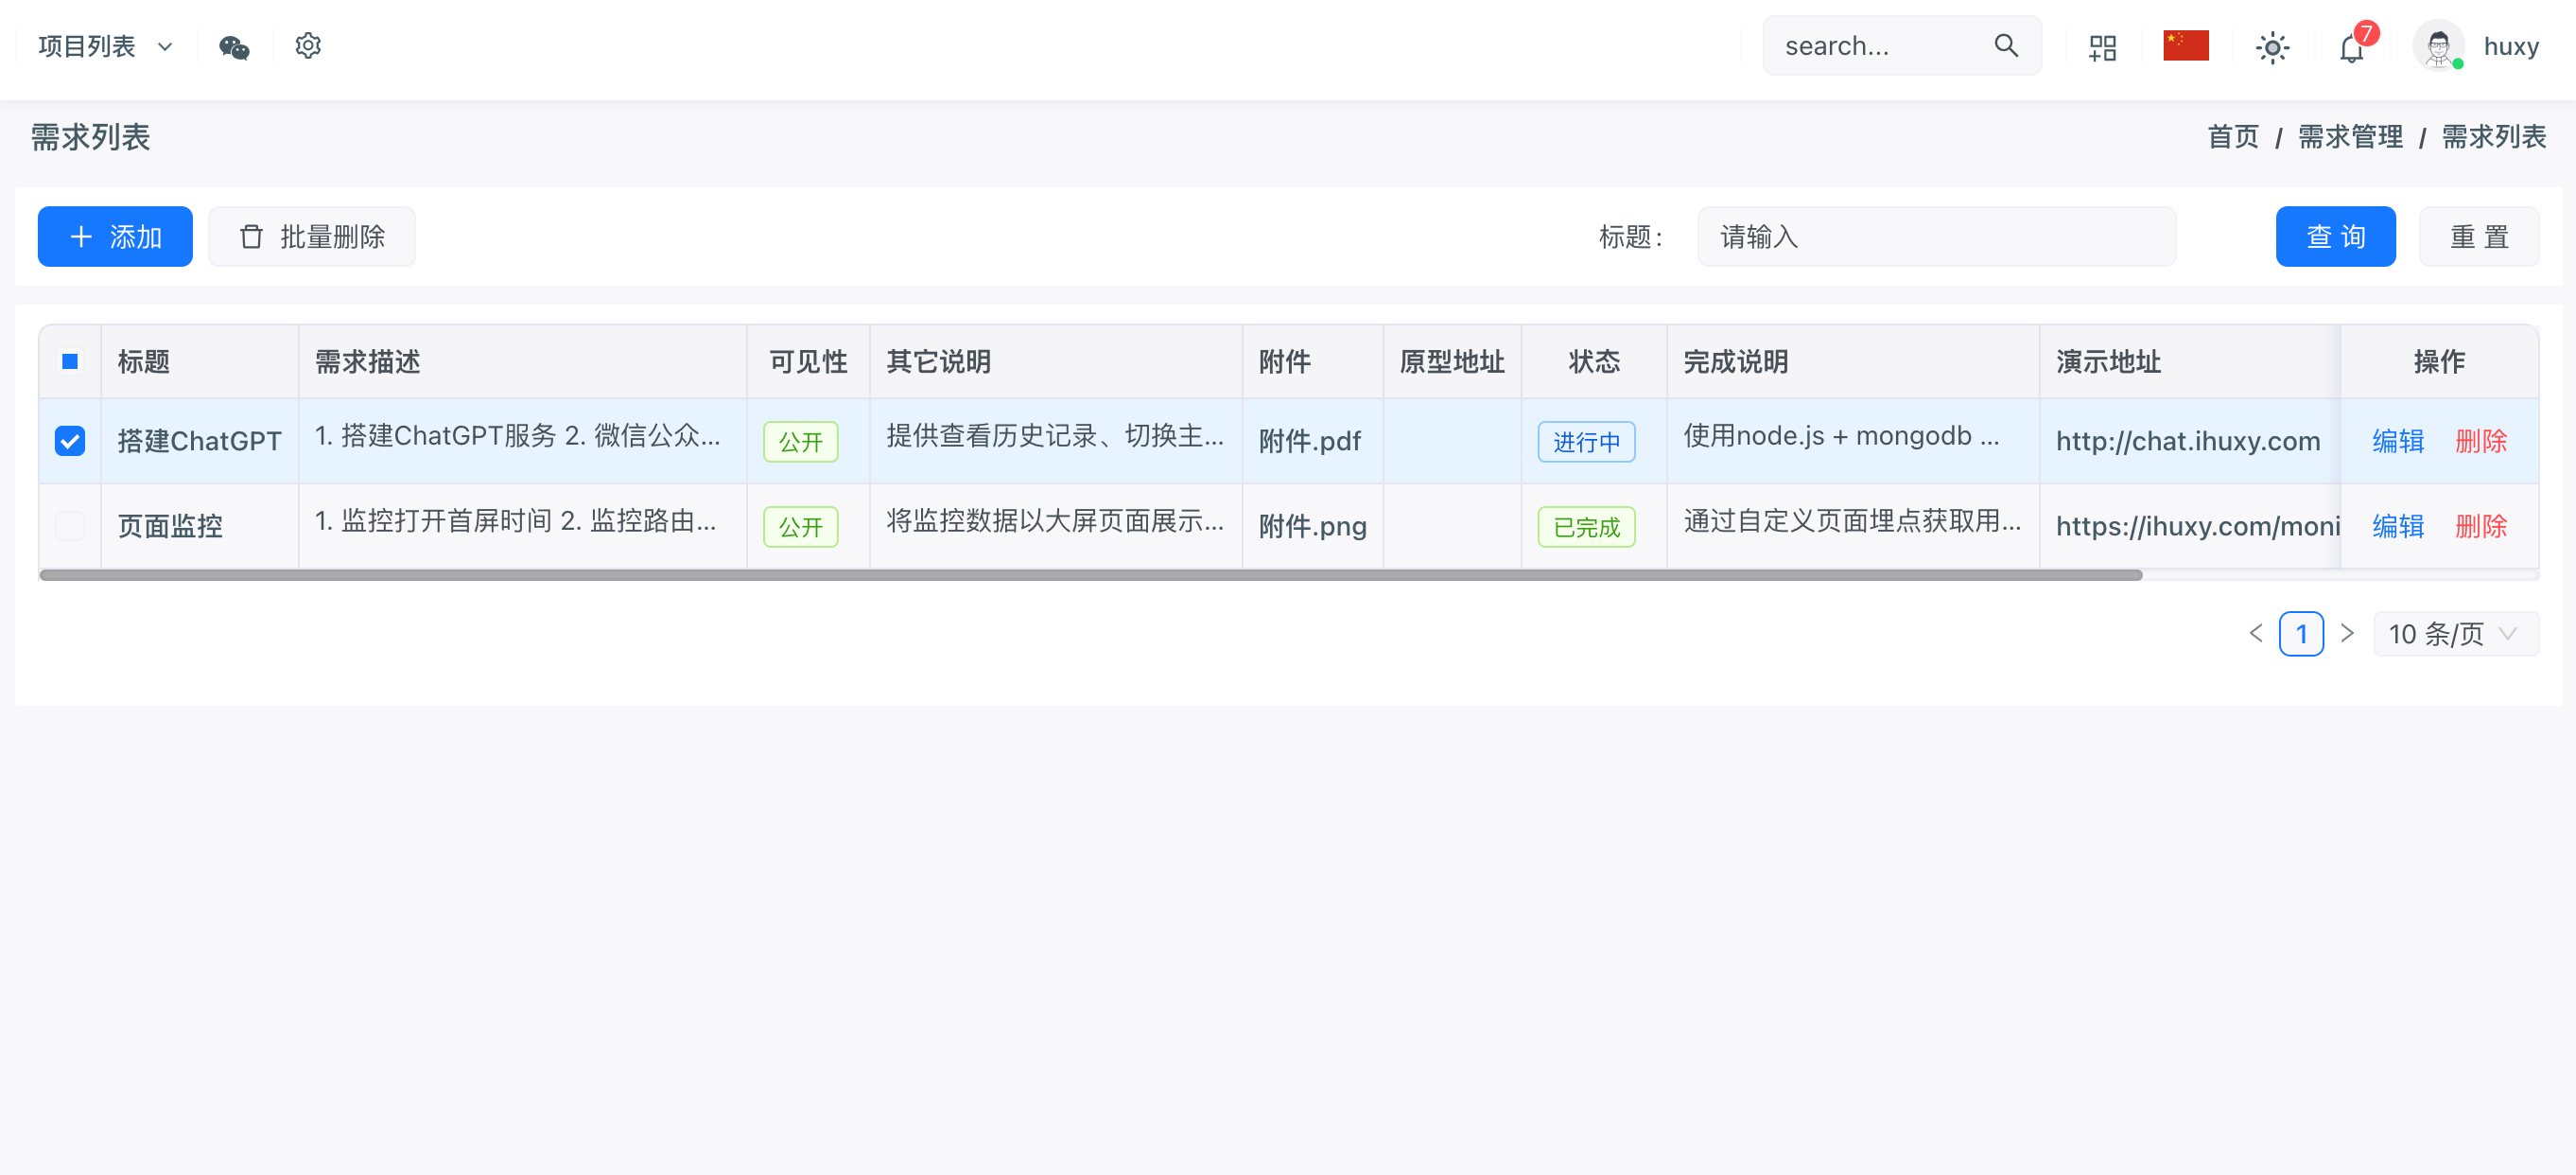 项目列表
search...
7
huxy
需求列表
首页 / 需求管理 / 需求列表
添加
批量删除
标题:
请输入
查 询
重 置
标题 需求描述 可见性 其它说明 附件 原型地址 状态 完成说明 演示地址 操作
搭建ChatGPT 1. 搭建ChatGPT服务 2. 微信公众... 公开 提供查看历史记录、切换主... 附件.pdf 进行中 使用node.js + mongodb ... http://chat.ihuxy.com 编辑 删除
页面监控 1. 监控打开首屏时间 2. 监控路由... 公开 将监控数据以大屏页面展示... 附件.png 已完成 通过自定义页面埋点获取用... https://ihuxy.com/moni 编辑 删除
1
10 条/页